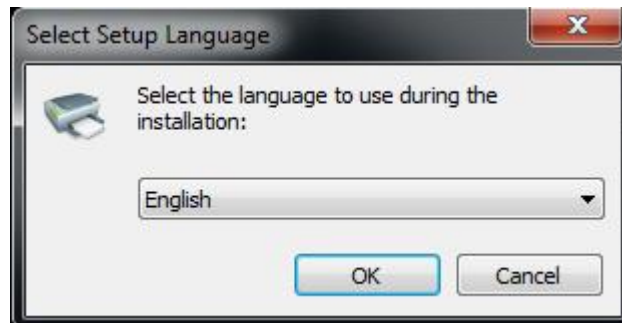 Select Setup Language
Select the language to use during the
installation:
English
OK
Cancel